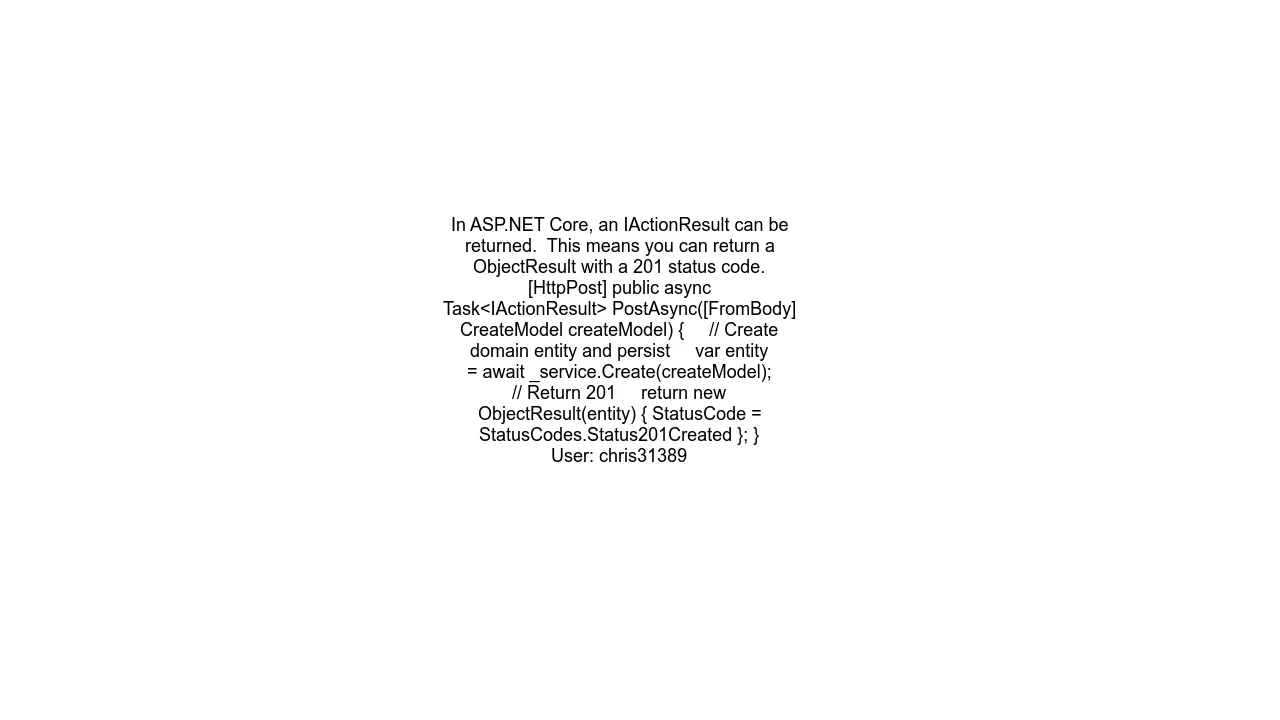 In ASP.NET Core, an IActionResult can be
returned.  This means you can return a
ObjectResult with a 201 status code.
[HttpPost] public async
Task<IActionResult> PostAsync([FromBody]
CreateModel createModel) {     // Create
domain entity and persist     var entity
= await _service.Create(createModel);
// Return 201     return new
ObjectResult(entity) { StatusCode =
StatusCodes.Status201Created }; }
User: chris31389